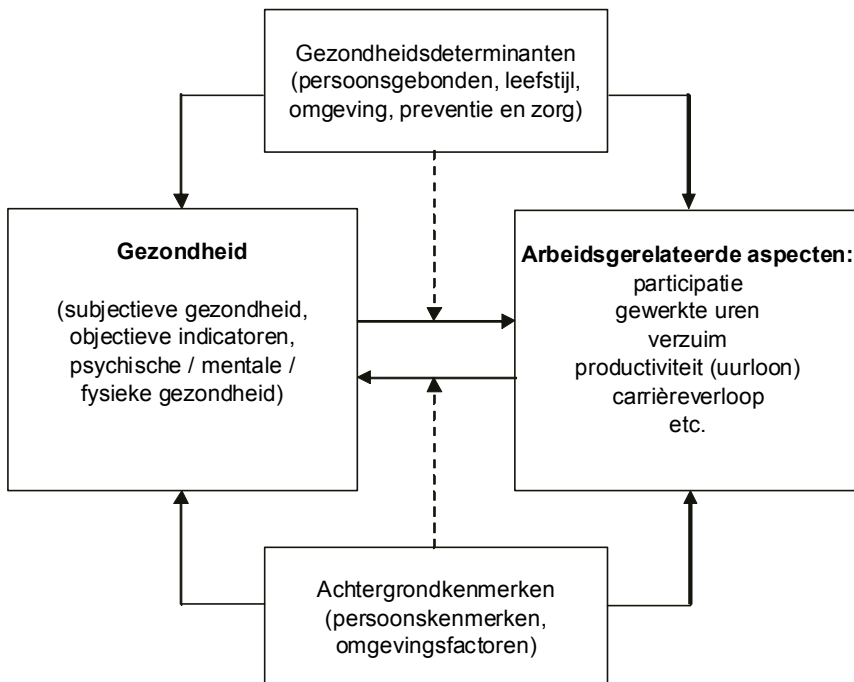 Gezondheidsdeterminanten
(persoonsgebonden, leefstijl,
omgeving, preventie en zorg)
Gezondheid
(subjectieve gezondheid,
objectieve indicatoren,
psychische / mentale /
fysieke gezondheid)
Arbeidsgerelateerde aspecten:
participatie
gewerkte uren
verzuim
productiviteit (uurloon)
carrièreverloop
etc.
Achtergrondkenmerken
(persoonskenmerken,
omgevingsfactoren)